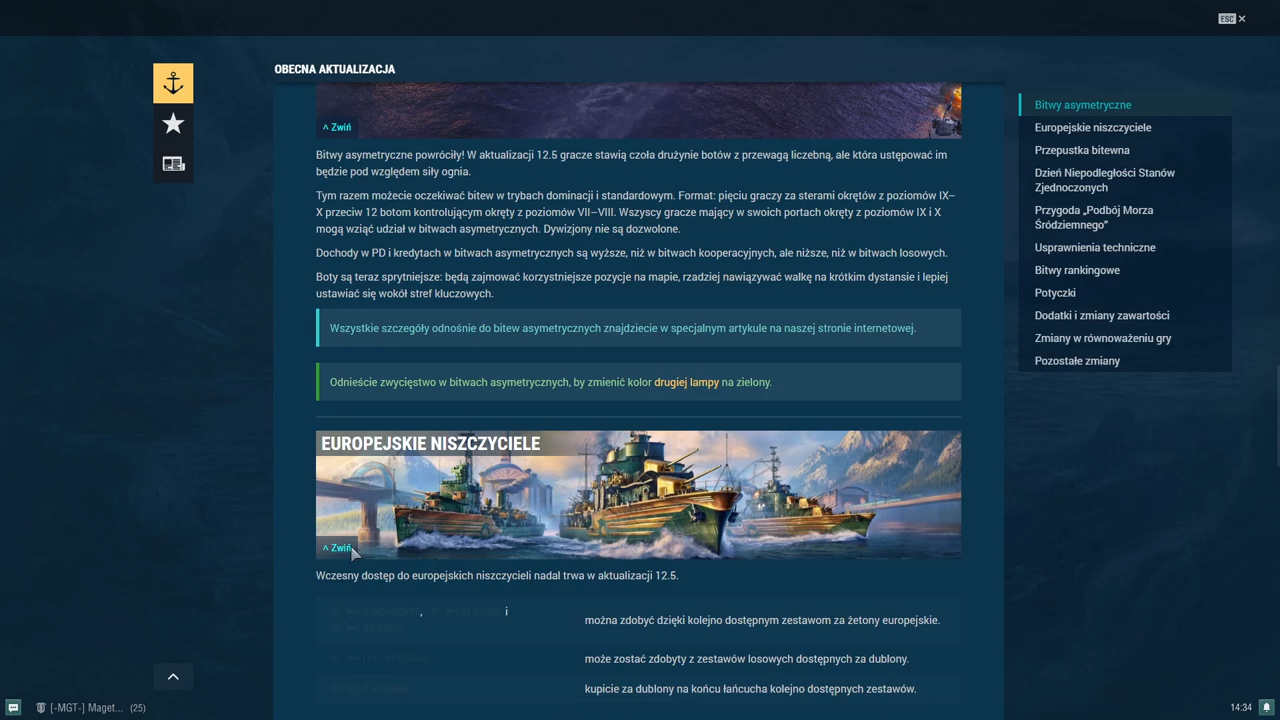 ESC ×
OBECNA AKTUALIZACJA
^ Zwiń
Bitwy asymetryczne powróciły! W aktualizacji 12.5 gracze stawią czoła drużynie botów z przewagą liczebną, ale która ustępować im
będzie pod względem siły ognia.
Tym razem możecie oczekiwać bitew w trybach dominacji i standardowym. Format: pięciu graczy za sterami okrętów z poziomów IX–
X przeciw 12 botom kontrolującym okręty z poziomów VII–VIII. Wszyscy gracze mający w swoich portach okręty z poziomów IX i X
mogą wziąć udział w bitwach asymetrycznych. Dywizjony nie są dozwolone.
Dochody w PD i kredytach w bitwach asymetrycznych są wyższe, niż w bitwach kooperacyjnych, ale niższe, niż w bitwach losowych.
Boty są teraz sprytniejsze: będą zajmować korzystniejsze pozycje na mapie, rzadziej nawiązywać walkę na krótkim dystansie i lepiej
ustawiać się wokół stref kluczowych.
Wszystkie szczegóły odnośnie do bitew asymetrycznych znajdziecie w specjalnym artykule na naszej stronie internetowej.
Odnieście zwycięstwo w bitwach asymetrycznych, by zmienić kolor drugiej lampy na zielony.
EUROPEJSKIE NISZCZYCIELE
^ Zwiń
Wczesny dostęp do europejskich niszczycieli nadal trwa w aktualizacji 12.5.
, i
można zdobyć dzięki kolejno dostępnym zestawom za żetony europejskie.
może zostać zdobyty z zestawów losowych dostępnych za dublony.
kupicie za dublony na końcu łańcucha kolejno dostępnych zestawów.
Bitwy asymetryczne
Europejskie niszczyciele
Przepustka bitewna
Dzień Niepodległości Stanów
Zjednoczonych
Przygoda „Podbój Morza
Śródziemnego"
Usprawnienia techniczne
Bitwy rankingowe
Potyczki
Dodatki i zmiany zawartości
Zmiany w równoważeniu gry
Pozostałe zmiany
[-MGT-] Maget... (25)
14:34